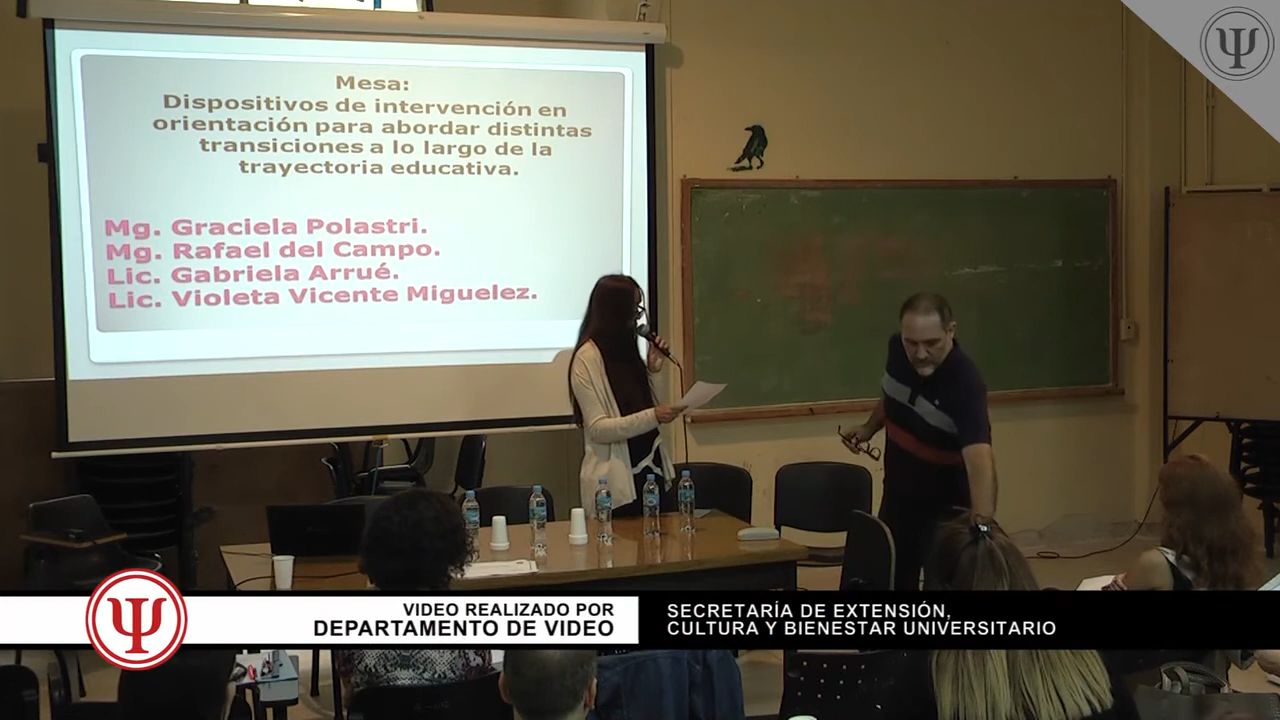 Mesa:
Dispositivos de intervención en
orientación para abordar distintas
transiciones a lo largo de la
trayectoria educativa.
Mg. Graciela Polastri.
Mg. Rafael del Campo.
Lic. Gabriela Arrué.
Lic. Violeta Vicente Miguelez.
Ψ
Ψ
VIDEO REALIZADO POR
DEPARTAMENTO DE VIDEO
SECRETARÍA DE EXTENSIÓN,
CULTURA Y BIENESTAR UNIVERSITARIO